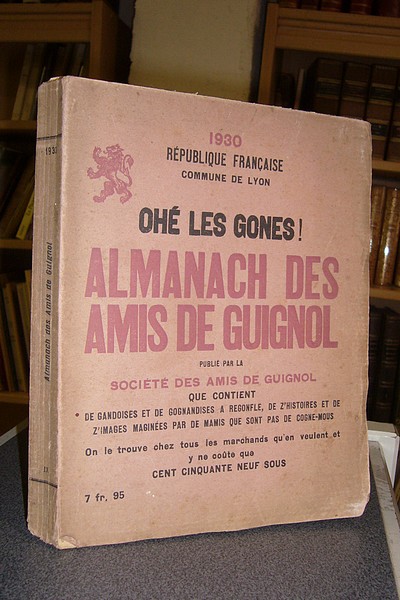 1930
RÉPUBLIQUE FRANÇAISE
COMMUNE DE LYON
OHÉ LES GONES!
ALMANACH DES
AMIS DE GUIGNOL
PUBLIÉ PAR LA
SOCIÉTÉ DES AMIS DE GUIGNOL
QUE CONTIENT
DE GANDOISES ET DE GOGNANDISES A REGONFLE, DE Z'HISTOIRES ET DE
Z'IMAGES MAGINÉES PAR DE MAMIS QUE SONT PAS DE COGNE-MOUS
On le trouve chez tous les marchands qu'en veulent et
y ne coûte que
CENT CINQUANTE NEUF SOUS
7 fr. 95
1930
Almanach des Amis de Guignol